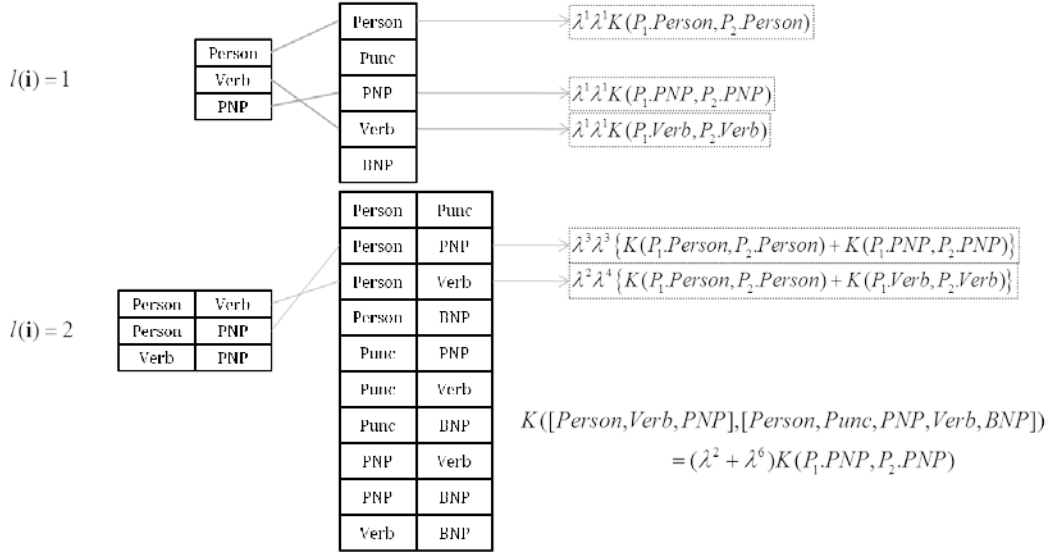 l(i) = 1
Person
Verb
PNP
Person
Punc
PNP
Verb
BNP
λ¹λ¹K(P₁.Person, P₂.Person)
λ¹λ¹K(P₁.PNP, P₂.PNP)
λ¹λ¹K(P₁.Verb, P₂.Verb)
l(i) = 2
Person Verb
Person PNP
Verb PNP
Person Punc
Person PNP
Person Verb
Person BNP
Punc PNP
Punc Verb
Punc BNP
PNP Verb
PNP BNP
Verb BNP
λ³λ³{K(P₁.Person, P₂.Person) + K(P₁.PNP, P₂.PNP)}
λ²λ⁴{K(P₁.Person, P₂.Person) + K(P₁.Verb, P₂.Verb)}
K([Person,Verb,PNP],[Person,Punc,PNP,Verb,BNP])
= (λ² + λ⁶)K(P₁.PNP, P₂.PNP)